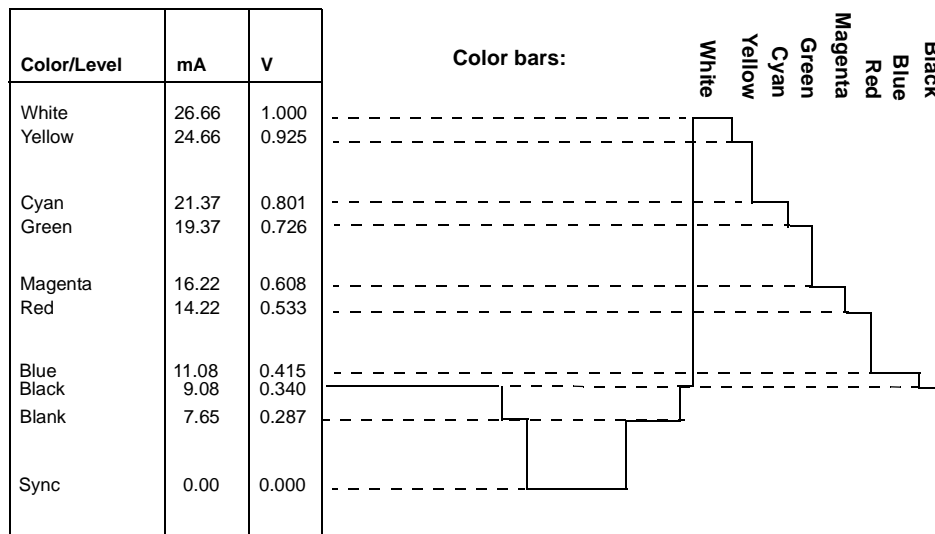 Color/Level mA V
White 26.66 1.000
Yellow 24.66 0.925
Cyan 21.37 0.801
Green 19.37 0.726
Magenta 16.22 0.608
Red 14.22 0.533
Blue 11.08 0.415
Black 9.08 0.340
Blank 7.65 0.287
Sync 0.00 0.000
Color bars:
White
Yellow
Cyan
Green
Magenta
Red
Blue
Black